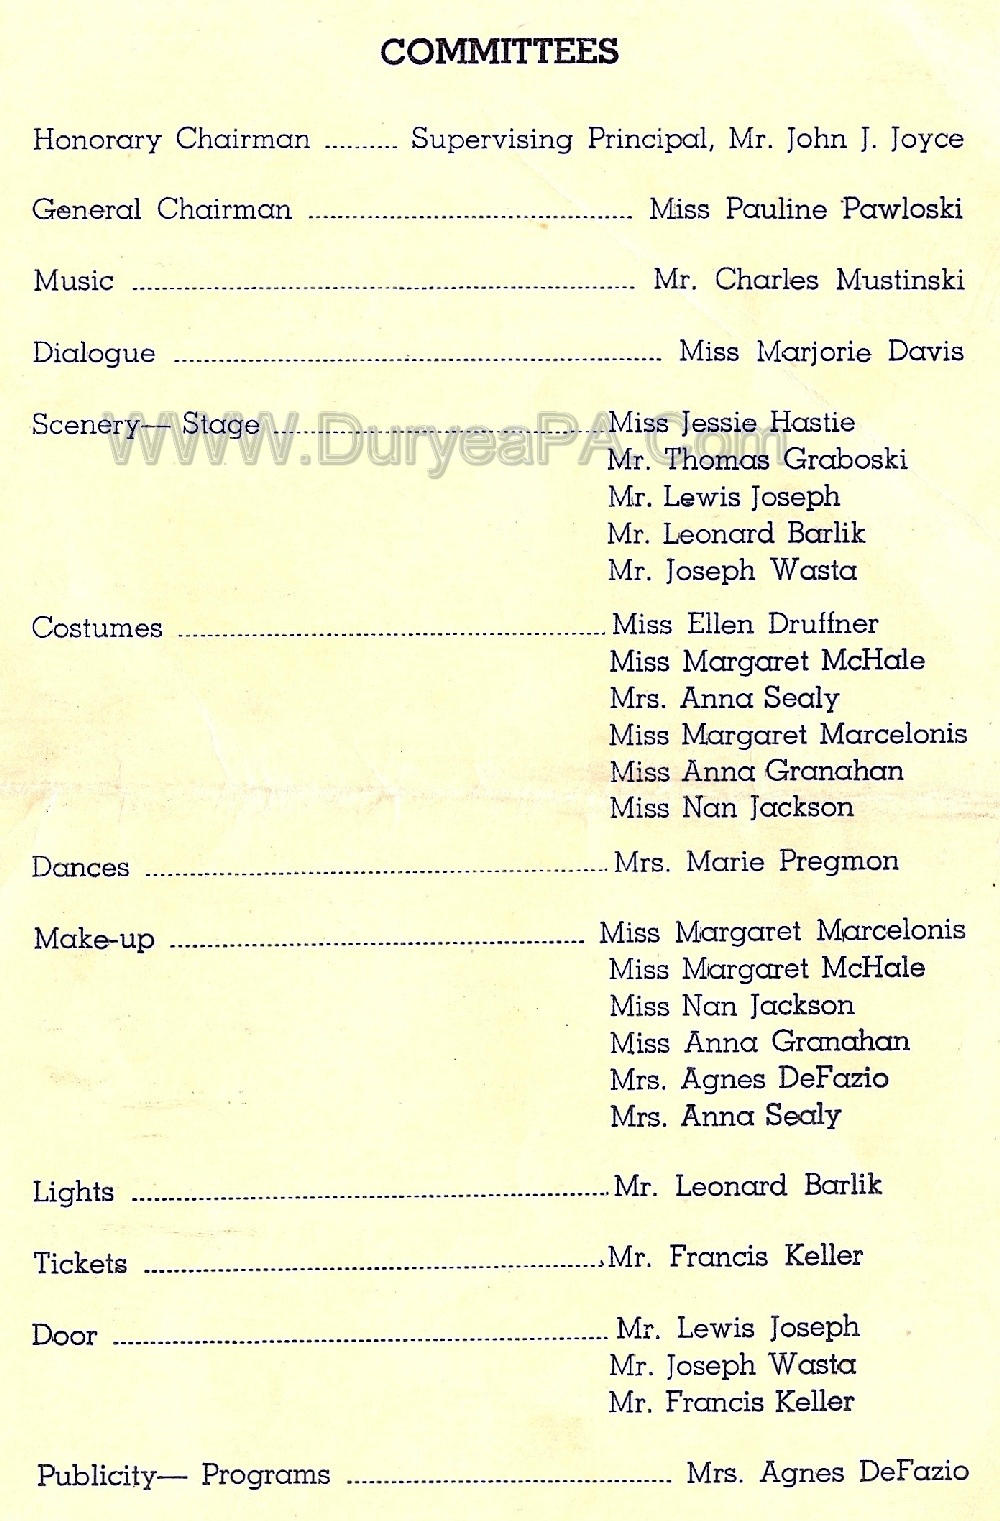 COMMITTEES
Honorary Chairman .......... Supervising Principal, Mr. John J. Joyce
General Chairman .......... Miss Pauline Pawloski
Music .......... Mr. Charles Mustinski
Dialogue .......... Miss Marjorie Davis
Scenery— Stage .......... Miss Jessie Hastie
WWW.DuryeaPA.Com
Mr. Thomas Graboski
Mr. Lewis Joseph
Mr. Leonard Barlik
Mr. Joseph Wasta
Costumes .......... Miss Ellen Druffner
Miss Margaret McHale
Mrs. Anna Sealy
Miss Margaret Marcelonis
Miss Anna Granahan
Miss Nan Jackson
Dances .......... Mrs. Marie Pregmon
Make-up .......... Miss Margaret Marcelonis
Miss Margaret McHale
Miss Nan Jackson
Miss Anna Granahan
Mrs. Agnes DeFazio
Mrs. Anna Sealy
Lights .......... Mr. Leonard Barlik
Tickets .......... Mr. Francis Keller
Door .......... Mr. Lewis Joseph
Mr. Joseph Wasta
Mr. Francis Keller
Publicity— Programs .......... Mrs. Agnes DeFazio